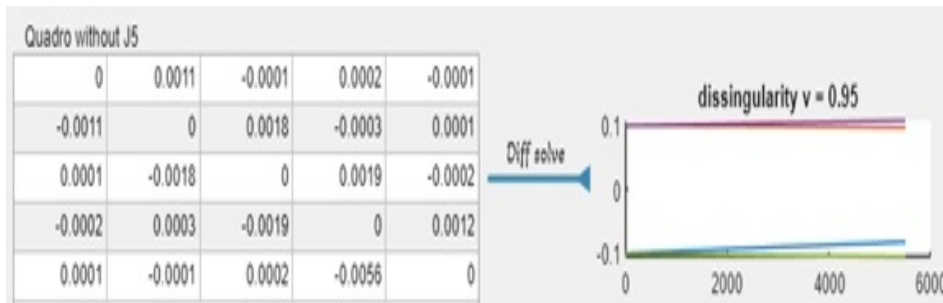 Quadro without J5
0 0.0011 -0.0001 0.0002 -0.0001
-0.0011 0 0.0018 -0.0003 0.0001
0.0001 -0.0018 0 0.0019 -0.0002
-0.0002 0.0003 -0.0019 0 0.0012
0.0001 -0.0001 0.0002 -0.0056 0
Diff solve
dissingularity v = 0.95
0.1
0
-0.1
0 2000 4000 6000